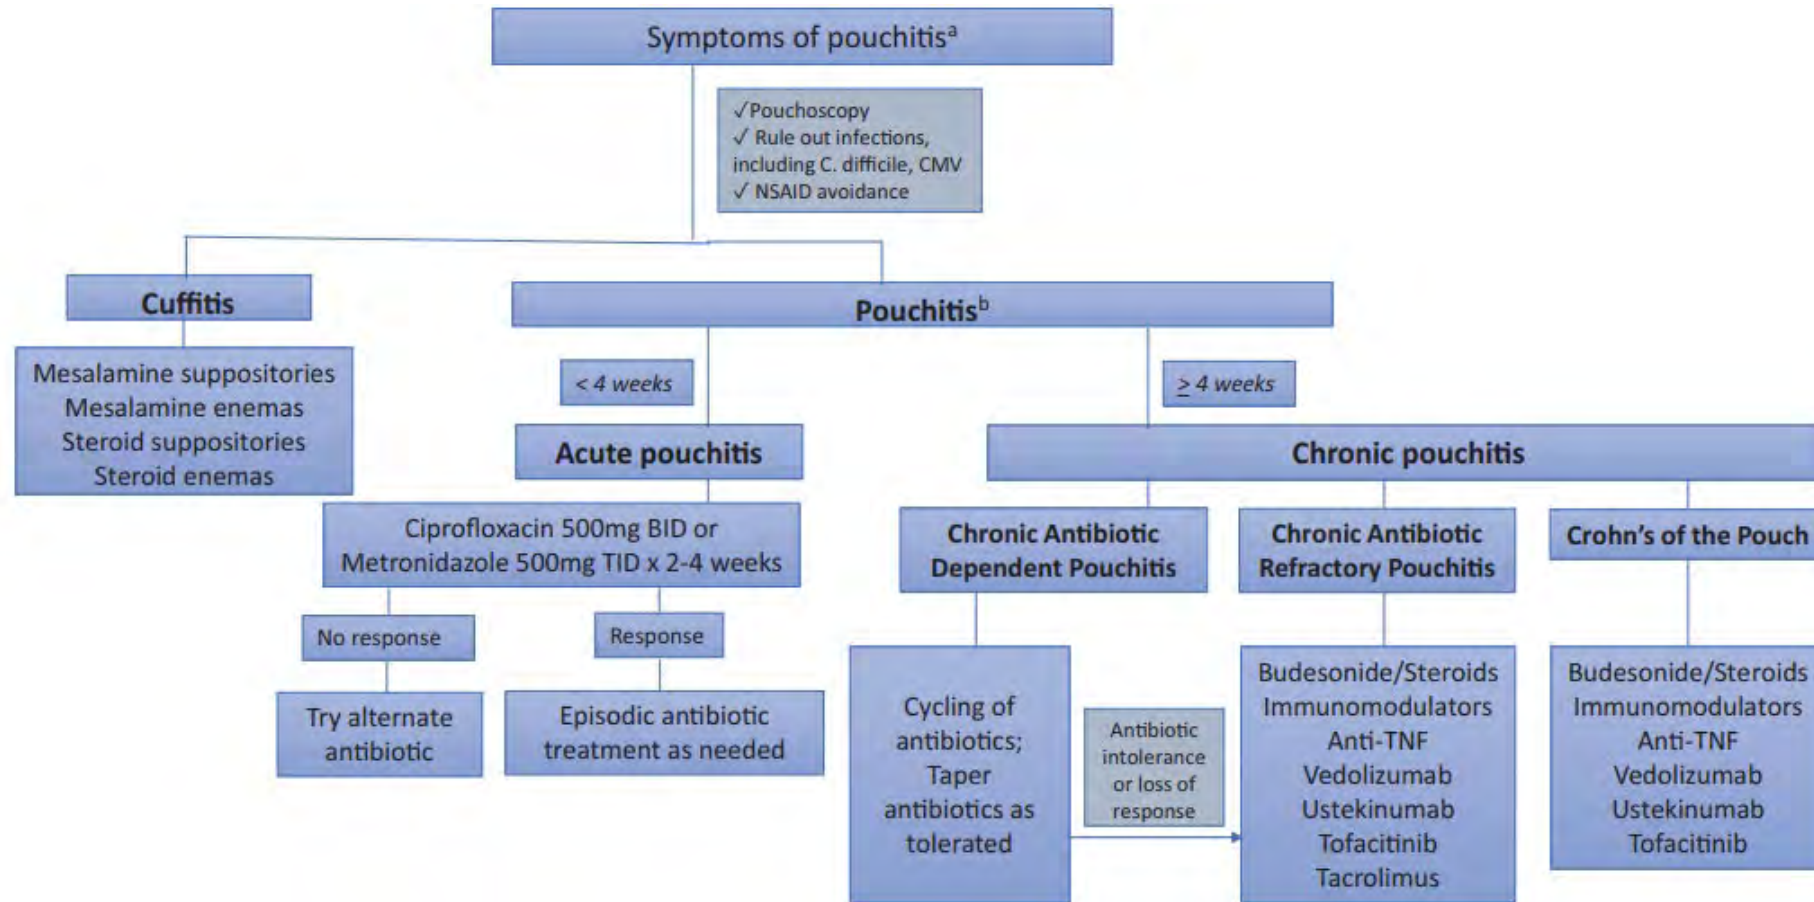 Symptoms of pouchitisᵃ
✓Pouchoscopy
✓ Rule out infections,
including C. difficile, CMV
✓ NSAID avoidance
Cuffitis
Mesalamine suppositories
Mesalamine enemas
Steroid suppositories
Steroid enemas
Pouchitisᵇ
< 4 weeks
≥ 4 weeks
Acute pouchitis
Ciprofloxacin 500mg BID or
Metronidazole 500mg TID x 2-4 weeks
No response
Response
Try alternate
antibiotic
Episodic antibiotic
treatment as needed
Chronic pouchitis
Chronic Antibiotic
Dependent Pouchitis
Chronic Antibiotic
Refractory Pouchitis
Crohn's of the Pouch
Cycling of
antibiotics;
Taper
antibiotics as
tolerated
Antibiotic
intolerance
or loss of
response
Budesonide/Steroids
Immunomodulators
Anti-TNF
Vedolizumab
Ustekinumab
Tofacitinib
Tacrolimus
Budesonide/Steroids
Immunomodulators
Anti-TNF
Vedolizumab
Ustekinumab
Tofacitinib